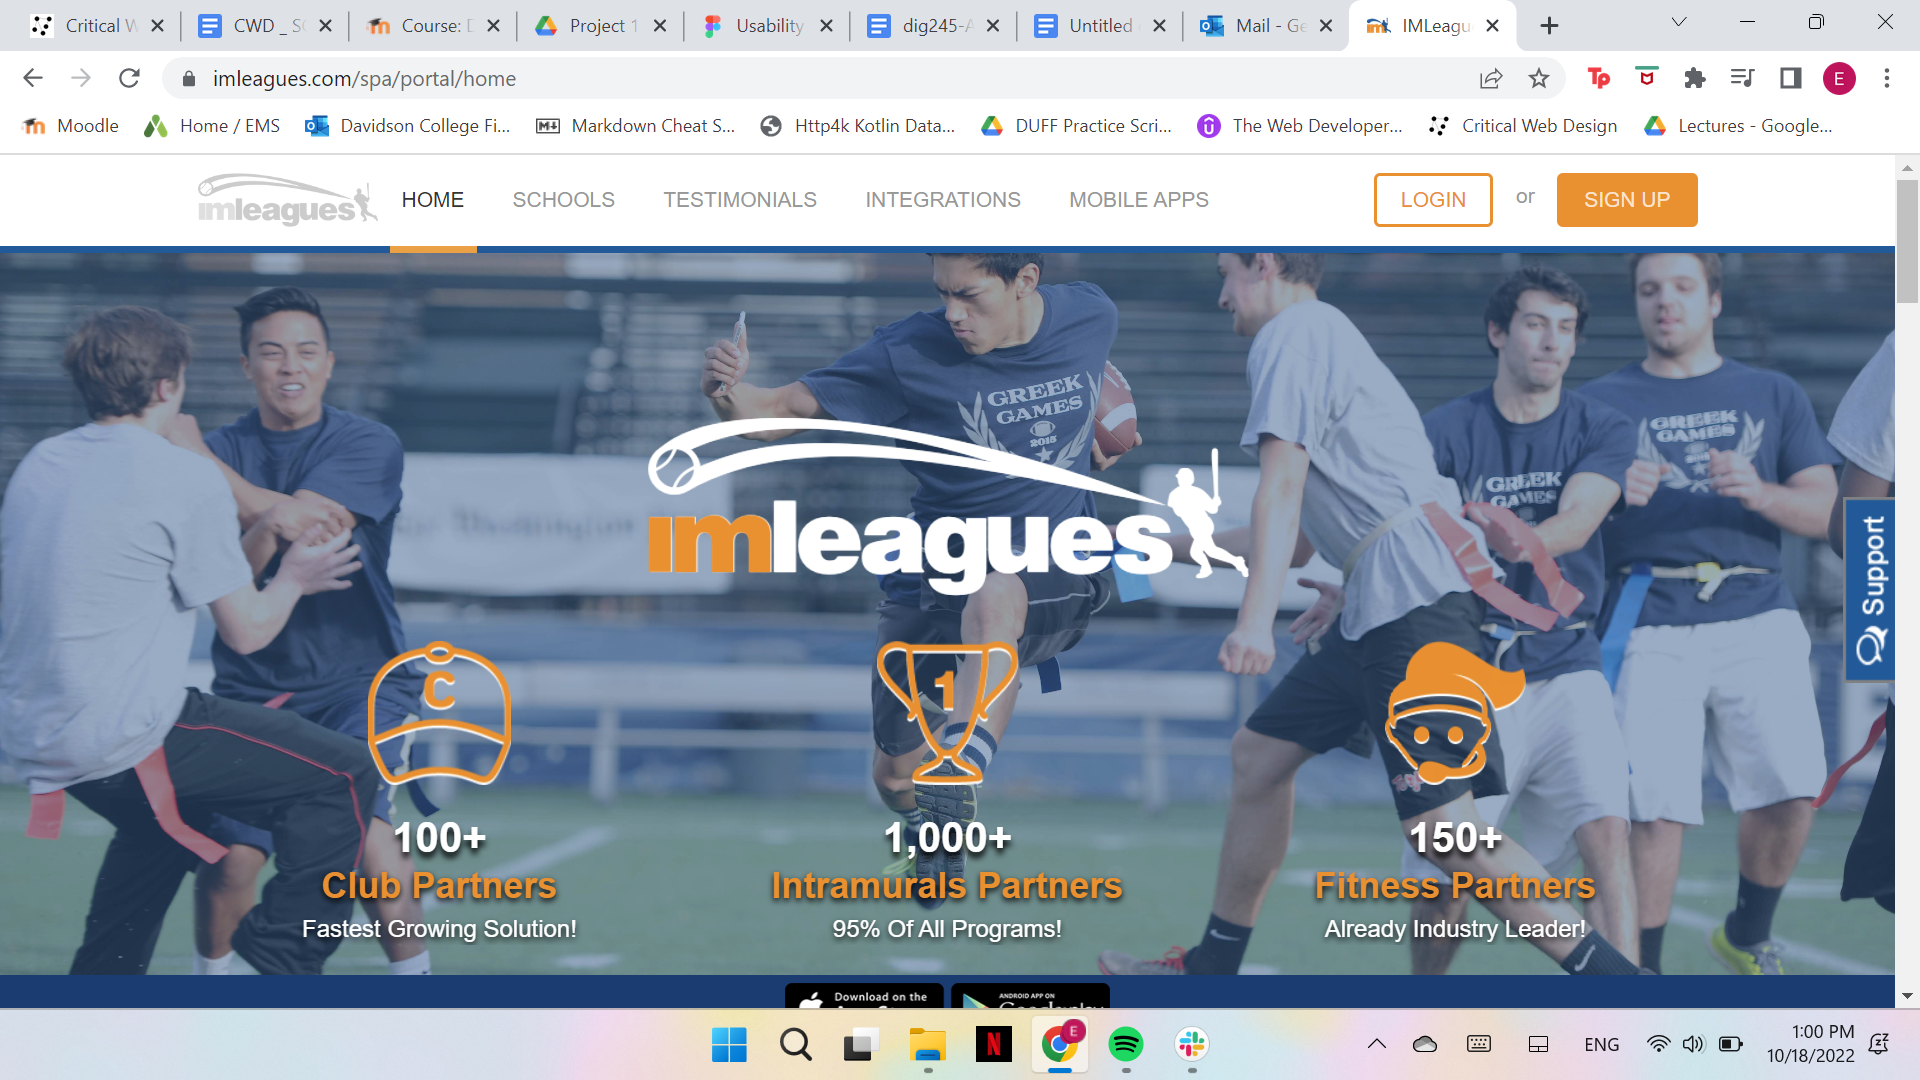 Critical W
CWD _ SC
Course: D
Project 1
Usability
dig245-A
Untitled
Mail - Ge
IMLeagu
imleagues.com/spa/portal/home
Tp
E
Moodle
Home / EMS
Davidson College Fi...
Markdown Cheat S...
Http4k Kotlin Data...
DUFF Practice Scri...
The Web Developer...
Critical Web Design
Lectures - Google...
imleagues
HOME
SCHOOLS
TESTIMONIALS
INTEGRATIONS
MOBILE APPS
LOGIN
or
SIGN UP
GREEK
GAMES
2015
GREEK
GAMES
GREEK
GAMES
imleagues
Support
C
1
100+
Club Partners
Fastest Growing Solution!
1,000+
Intramurals Partners
95% Of All Programs!
150+
Fitness Partners
Already Industry Leader!
Download on the
ANDROID APP ON
N
E
ENG
1:00 PM
10/18/2022